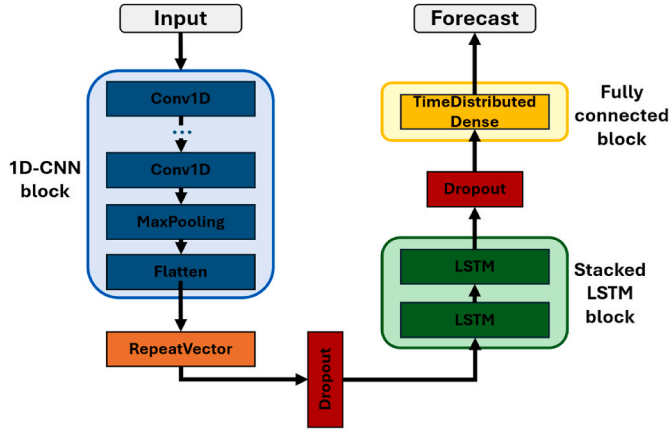 Input
Conv1D
...
Conv1D
MaxPooling
Flatten
1D-CNN
block
RepeatVector
Dropout
LSTM
LSTM
Stacked
LSTM
block
Dropout
TimeDistributed
Dense
Fully
connected
block
Forecast